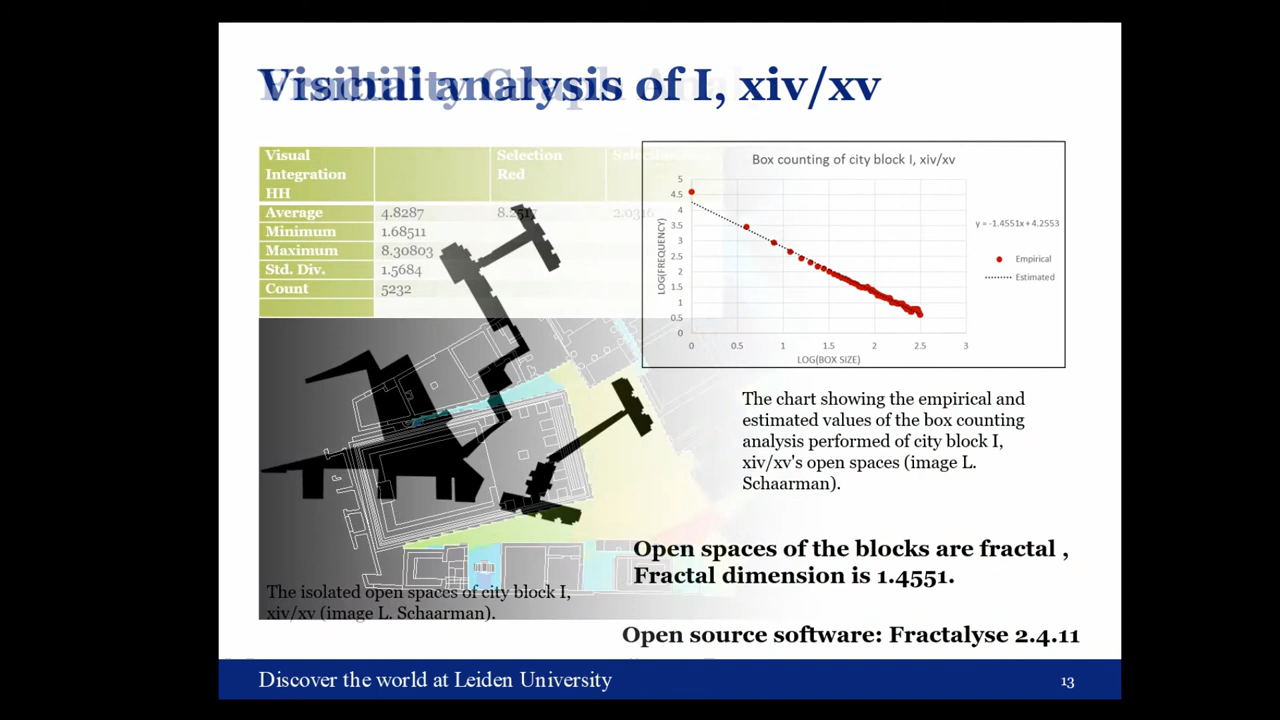 Visibility analysis of I, xiv/xv
Visual
Integration
HH
Selection
Red
Average 4.8287 8.2517 2.0316
Minimum 1.68511
Maximum 8.30803
Std. Div. 1.5684
Count 5232
Box counting of city block I, xiv/xv
5
4.5
4
3.5
3
2.5
2
1.5
1
0.5
0
LOG(FREQUENCY)
0 0.5 1 1.5 2 2.5 3
LOG(BOX SIZE)
y = -1.4551x + 4.2553
Empirical
Estimated
The chart showing the empirical and
estimated values of the box counting
analysis performed of city block I,
xiv/xv's open spaces (image L.
Schaarman).
Open spaces of the blocks are fractal ,
Fractal dimension is 1.4551.
The isolated open spaces of city block I,
xiv/xv (image L. Schaarman).
Open source software: Fractalyse 2.4.11
Discover the world at Leiden University
13